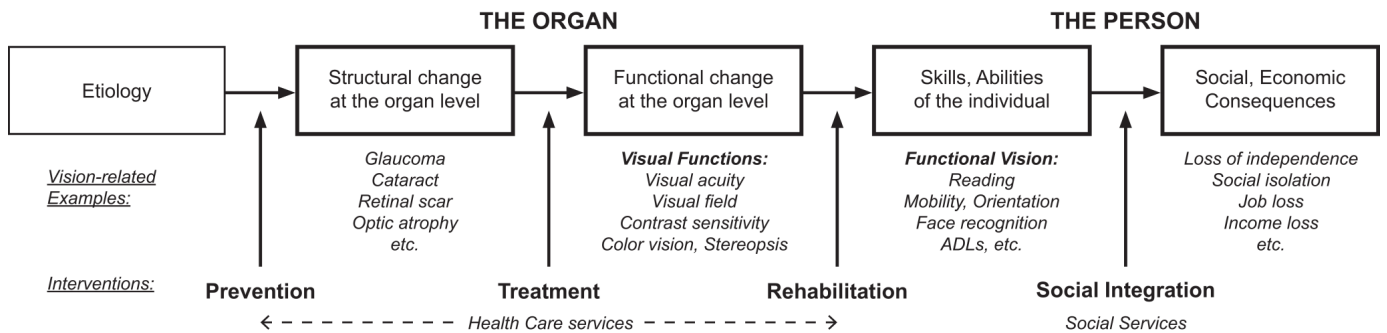 THE ORGAN
THE PERSON
Etiology
Structural change
at the organ level
Functional change
at the organ level
Skills, Abilities
of the individual
Social, Economic
Consequences
Vision-related
Examples:
Glaucoma
Cataract
Retinal scar
Optic atrophy
etc.
Visual Functions:
Visual acuity
Visual field
Contrast sensitivity
Color vision, Stereopsis
Functional Vision:
Reading
Mobility, Orientation
Face recognition
ADLs, etc.
Loss of independence
Social isolation
Job loss
Income loss
etc.
Interventions:
Prevention
Treatment
Rehabilitation
Social Integration
Health Care services
Social Services